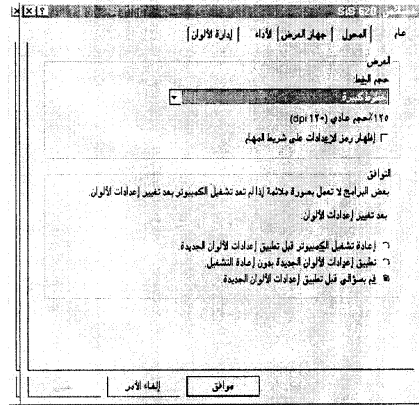 SiS 620
عام
المحول
جهاز العرض
الأداء
إدارة الألوان
العرض
حجم الخط:
خطوط كبيرة
١٢٥٪حجم عادي (١٢٠ dpi)
إظهار رمز الإعدادات على شريط المهام
التوافق
بعض البرامج لا تعمل بصورة ملائمة إذا لم تعد تشغيل الكمبيوتر بعد تغيير إعدادات الألوان.
بعد تغيير إعدادات الألوان:
إعادة تشغيل الكمبيوتر قبل تطبيق إعدادات الألوان الجديدة.
تطبيق إعدادات الألوان الجديدة بدون إعادة التشغيل.
قم بسؤالي قبل تطبيق إعدادات الألوان الجديدة.
موافق
إلغاء الأمر